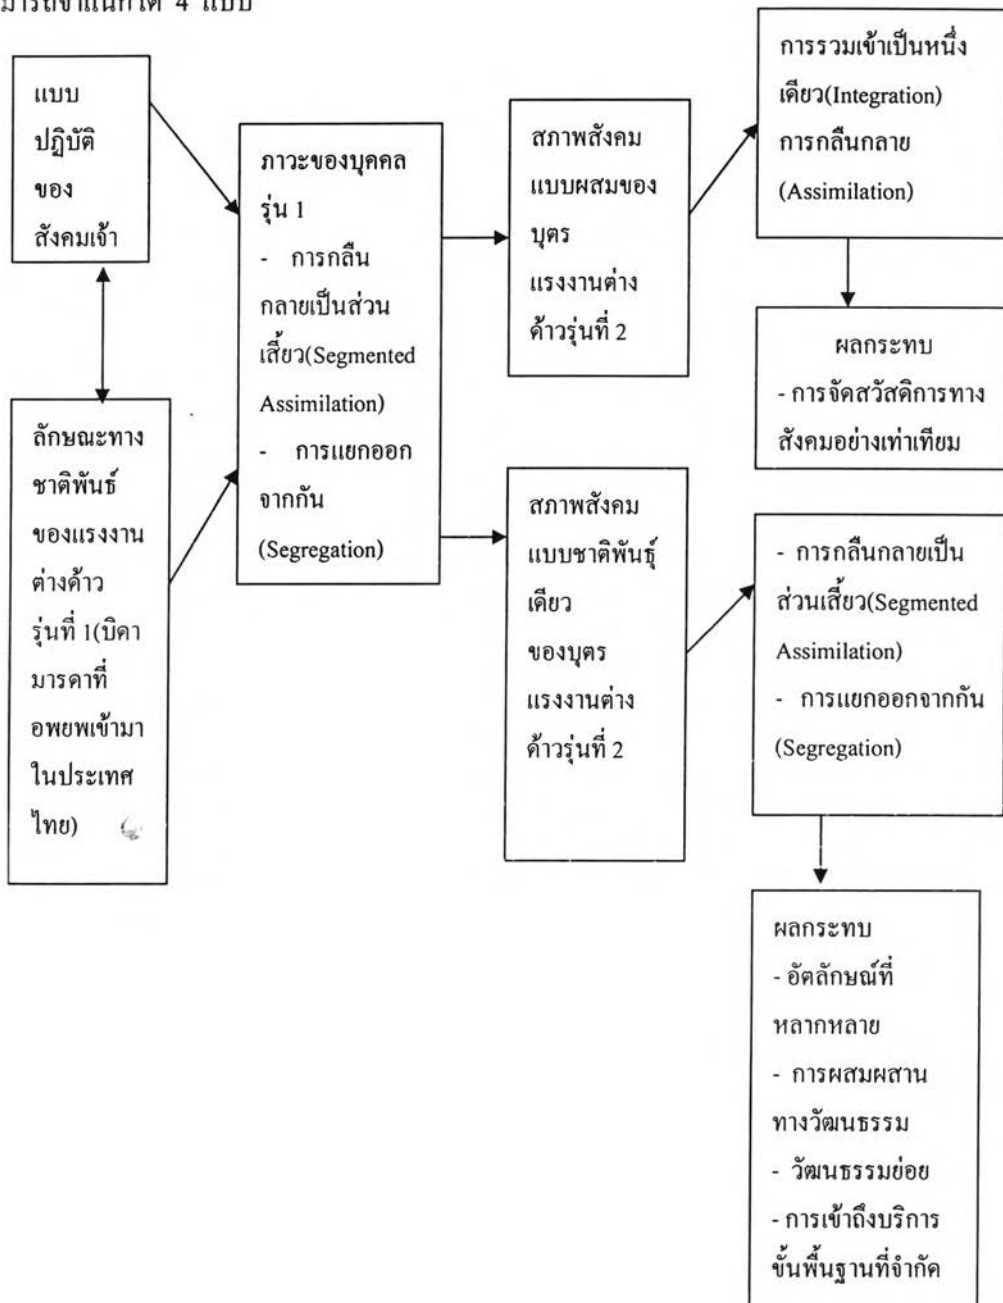 มารถจำแนกได้ 4 แบบ
แบบ
ปฏิบัติ
ของ
สังคมเจ้า
ลักษณะทาง
ชาติพันธ์
ของแรงงาน
ต่างด้าว
รุ่นที่ 1(บิดา
มารดาที่
อพยพเข้ามา
ในประเทศ
ไทย)
ภาวะของบุคคล
รุ่น 1
- การกลืน
กลายเป็นส่วน
เสี้ยว(Segmented
Assimilation)
- การแยกออก
จากกัน
(Segregation)
สภาพสังคม
แบบผสมของ
บุตร
แรงงานต่าง
ด้าวรุ่นที่ 2
สภาพสังคม
แบบชาติพันธุ์
เดียว
ของบุตร
แรงงานต่าง
ด้าวรุ่นที่ 2
การรวมเข้าเป็นหนึ่ง
เดียว(Integration)
การกลืนกลาย
(Assimilation)
ผลกระทบ
- การจัดสวัสดิการทาง
สังคมอย่างเท่าเทียม
- การกลืนกลายเป็น
ส่วนเสี้ยว(Segmented
Assimilation)
- การแยกออกจากกัน
(Segregation)
ผลกระทบ
- อัตลักษณ์ที่
หลากหลาย
- การผสมผสาน
ทางวัฒนธรรม
- วัฒนธรรมย่อย
- การเข้าถึงบริการ
ขั้นพื้นฐานที่จำกัด